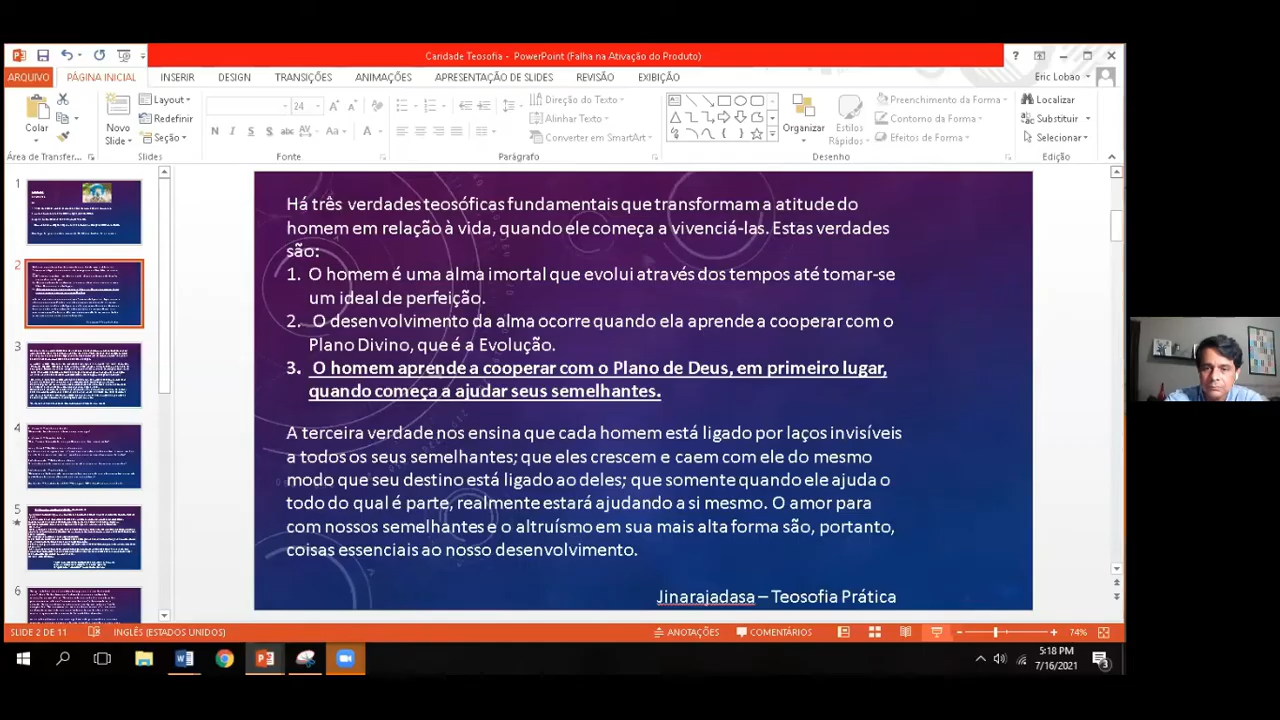 Caridade Teosofia - PowerPoint (Falha na Ativação do Produto)
ARQUIVO PÁGINA INICIAL INSERIR DESIGN TRANSIÇÕES ANIMAÇÕES APRESENTAÇÃO DE SLIDES REVISÃO EXIBIÇÃO Eric Lobao
Colar
Novo Slide
Layout
Redefinir
Seção
24
Direção do Texto
Alinhar Texto
Converter em SmartArt
Organizar
Estilos Rápidos
Preenchimento da Forma
Contorno da Forma
Efeitos de Forma
Localizar
Substituir
Selecionar
Área de Transfer... Slides Fonte Parágrafo Desenho Edição
1
2
3
4
5
6
Há três verdades teosóficas fundamentais que transformam a atitude do
homem em relação à vida, quando ele começa a vivenciá-las. Estas verdades
são:
1. O homem é uma alma imortal que evolui através dos tempos até tomar-se
um ideal de perfeição.
2. O desenvolvimento da alma ocorre quando ela aprende a cooperar com o
Plano Divino, que é a Evolução.
3. O homem aprende a cooperar com o Plano de Deus, em primeiro lugar,
quando começa a ajudar seus semelhantes.
A terceira verdade nos ensina que cada homem está ligado por laços invisíveis
a todos os seus semelhantes; que eles crescem e caem com ele do mesmo
modo que seu destino está ligado ao deles; que somente quando ele ajuda o
todo do qual é parte, realmente estará ajudando a si mesmo. O amor para
com nossos semelhantes e o altruísmo em sua mais alta forma são, portanto,
coisas essenciais ao nosso desenvolvimento.
Jinarajadasa – Teosofia Prática
SLIDE 2 DE 11 INGLÊS (ESTADOS UNIDOS) ANOTAÇÕES COMENTÁRIOS 74%
5:18 PM
7/16/2021
3